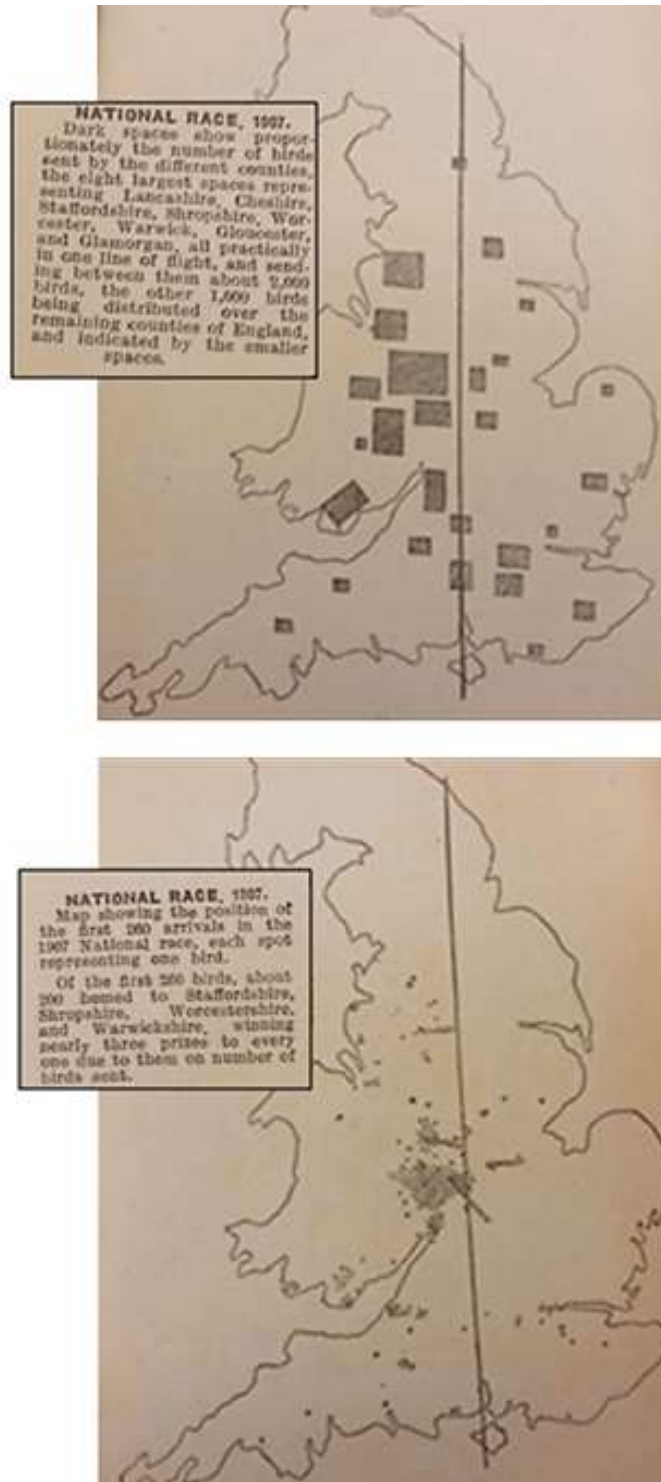 NATIONAL RACE, 1907.
Dark spaces show propor-
tionately the number of birds
sent by the different counties,
the eight largest spaces repre-
senting Lancashire, Cheshire,
Staffordshire, Shropshire, Wor-
cester, Warwick, Gloucester,
and Glamorgan, all practically
in one line of flight, and send-
ing between them about 2,000
birds, the other 1,000 birds
being distributed over the
remaining counties of England,
and indicated by the smaller
spaces.
NATIONAL RACE, 1907.
Map showing the position of
the first 260 arrivals in the
1907 National race, each spot
representing one bird.
Of the first 260 birds, about
200 homed to Staffordshire,
Shropshire, Worcestershire,
and Warwickshire, winning
nearly three prizes to every
one due to them on number of
birds sent.